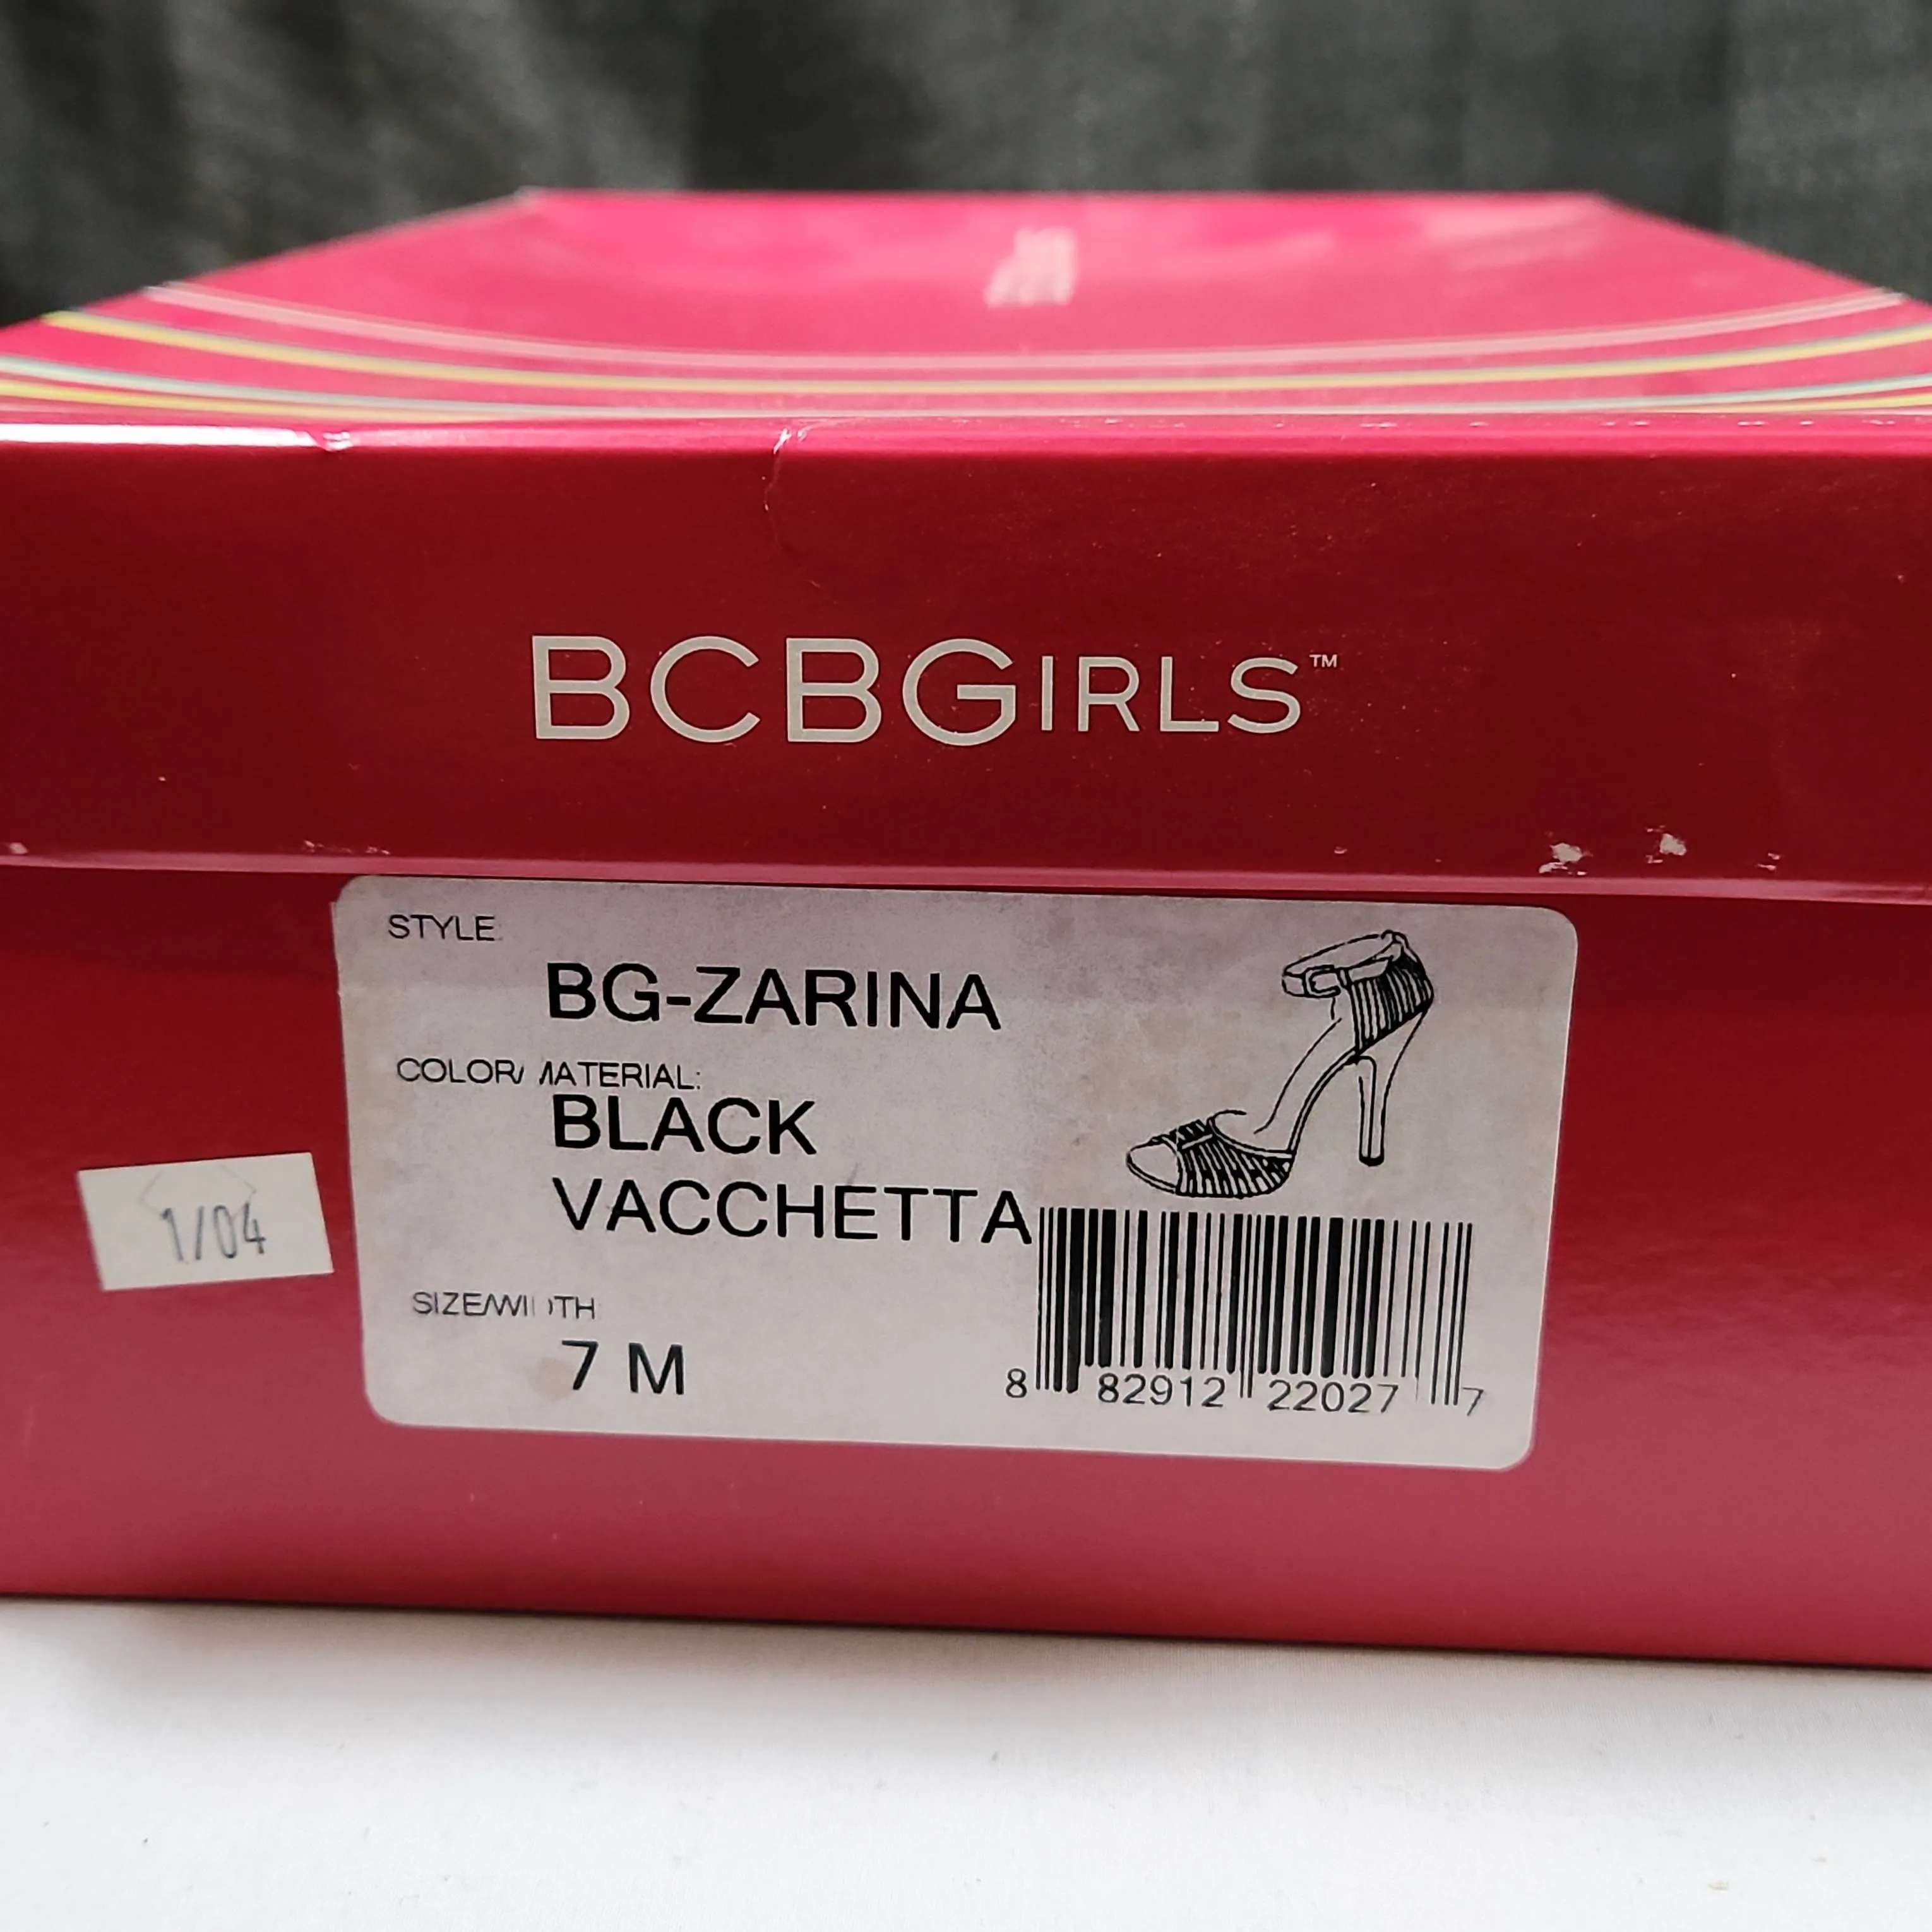 BCBGIRLS™
STYLE
BG-ZARINA
COLOR/MATERIAL:
BLACK
VACCHETTA
SIZE/WIDTH
7 M
1/04
8 82912 22027 7